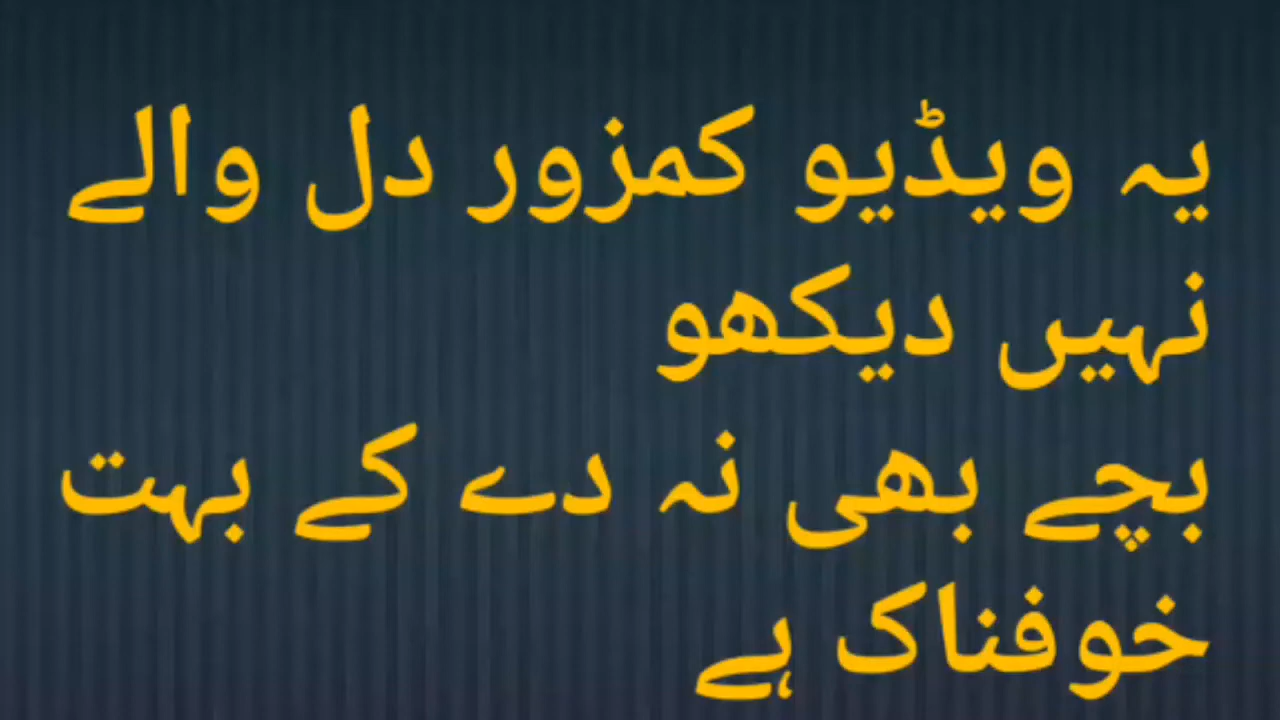 یہ ویڈیو کمزور دل والے
نہیں دیکھو
بچے بھی نہ دے کے بہت
خوفناک ہے